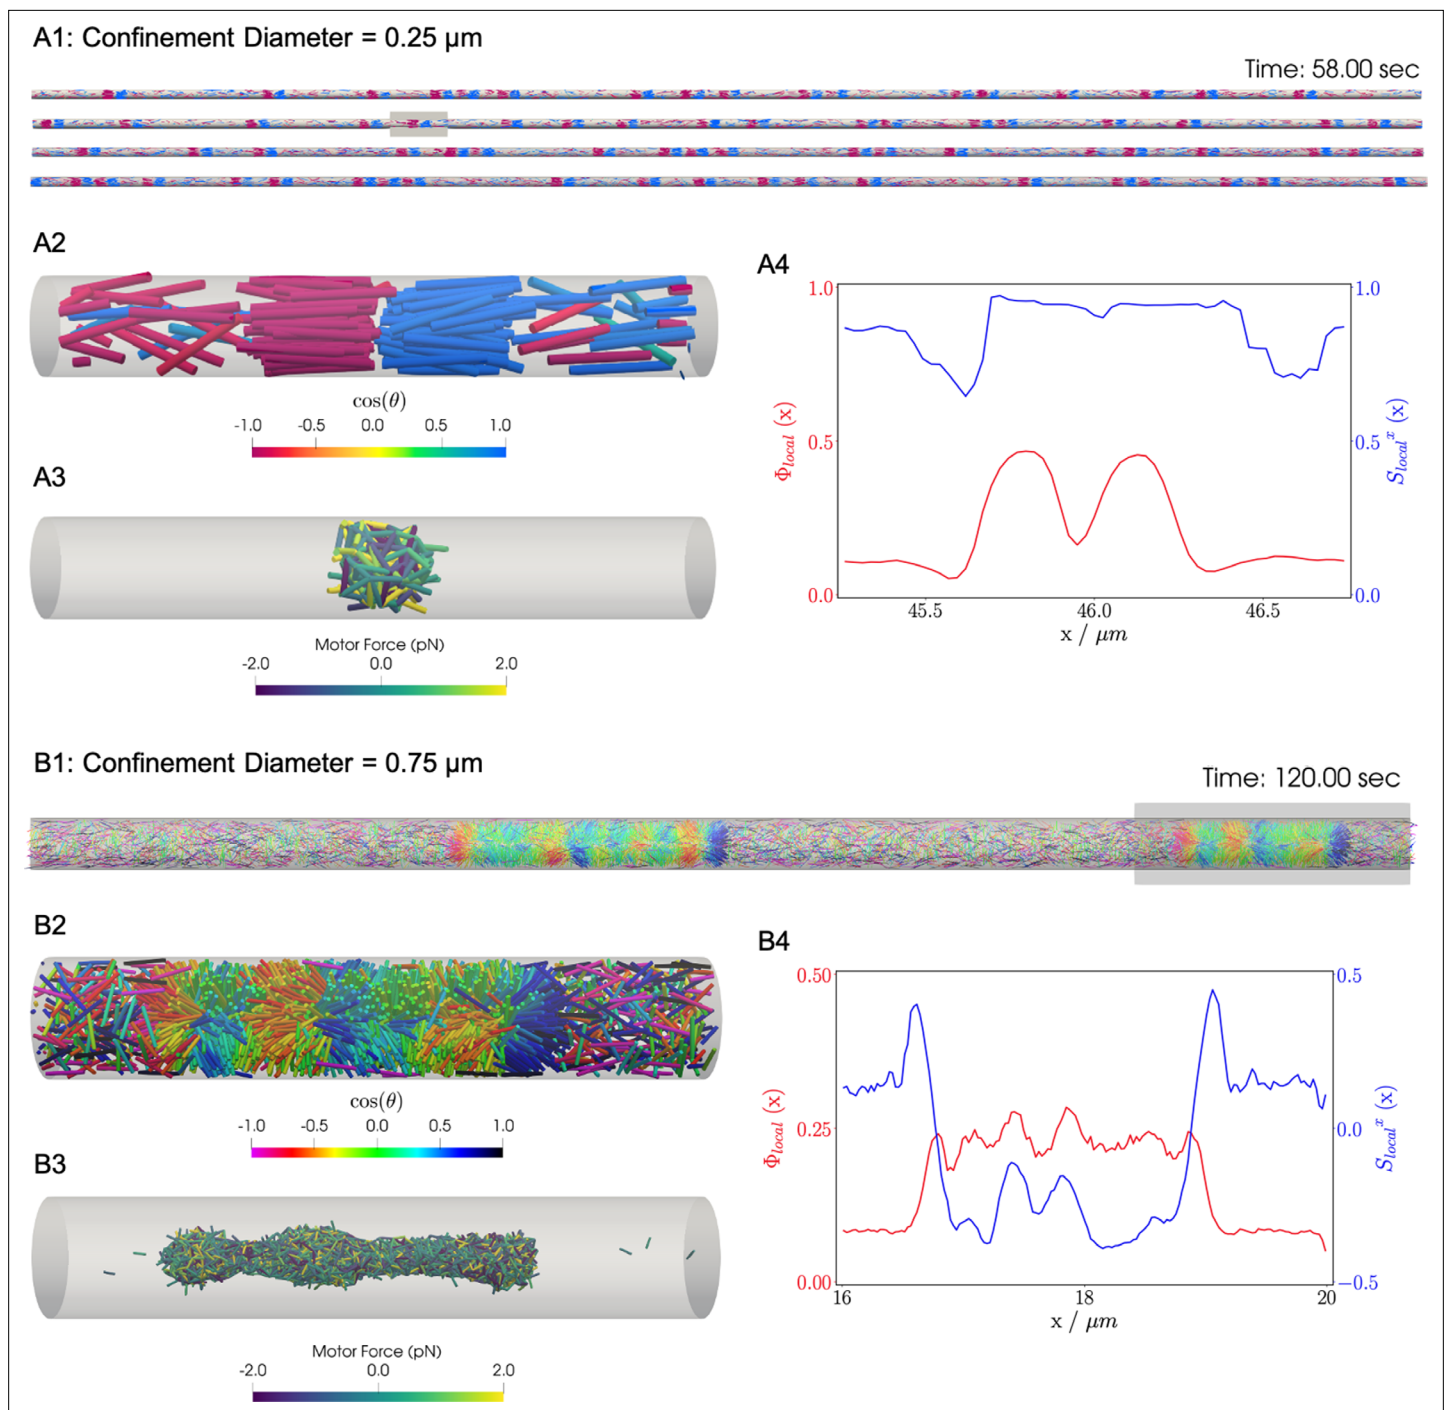 A1: Confinement Diameter = 0.25 µm
Time: 58.00 sec
A2
cos(θ)
-1.0 -0.5 0.0 0.5 1.0
A3
Motor Force (pN)
-2.0 0.0 2.0
A4
1.0 1.0
0.5 0.5
0.0 0.0
Φlocal (x)
Slocal^x (x)
45.5 46.0 46.5
x / µm
B1: Confinement Diameter = 0.75 µm
Time: 120.00 sec
B2
cos(θ)
-1.0 -0.5 0.0 0.5 1.0
B3
Motor Force (pN)
-2.0 0.0 2.0
B4
0.50 0.5
0.25 0.0
0.00 −0.5
Φlocal (x)
Slocal^x (x)
16 18 20
x / µm